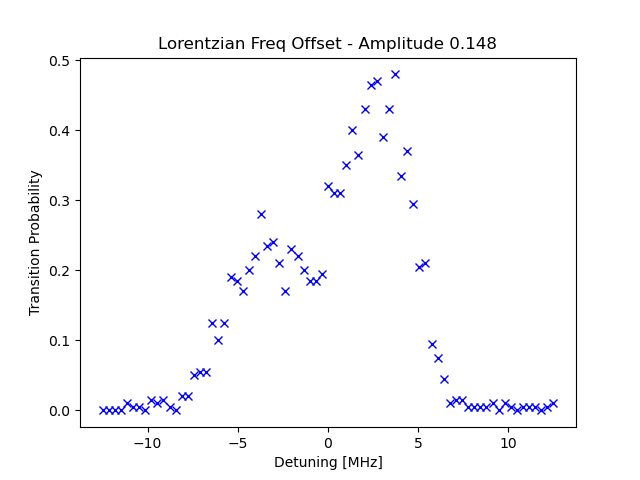 Lorentzian Freq Offset - Amplitude 0.148
Transition Probability
0.5
0.4
0.3
0.2
0.1
0.0
−10 −5 0 5 10
Detuning [MHz]